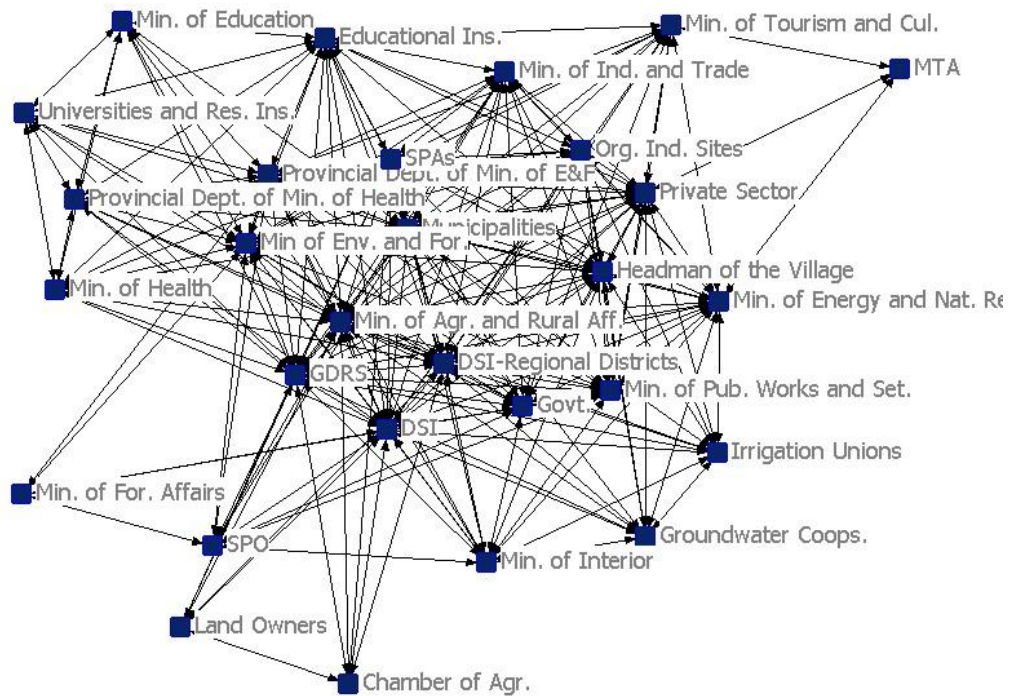 Min. of Education
Educational Ins.
Min. of Tourism and Cul.
Min. of Ind. and Trade
MTA
Universities and Res. Ins.
Org. Ind. Sites
SPAs
Provincial Dept. of Min. of E&F
Private Sector
Provincial Dept. of Min. of Health
Municipalities
Min of Env. and For.
Headman of the Village
Min. of Health
Min. of Energy and Nat. Re
Min. of Agr. and Rural Aff.
DSI-Regional Districts
GDRS
Min. of Pub. Works and Set.
Govt.
DSI
Irrigation Unions
Min. of For. Affairs
Groundwater Coops.
SPO
Min. of Interior
Land Owners
Chamber of Agr.